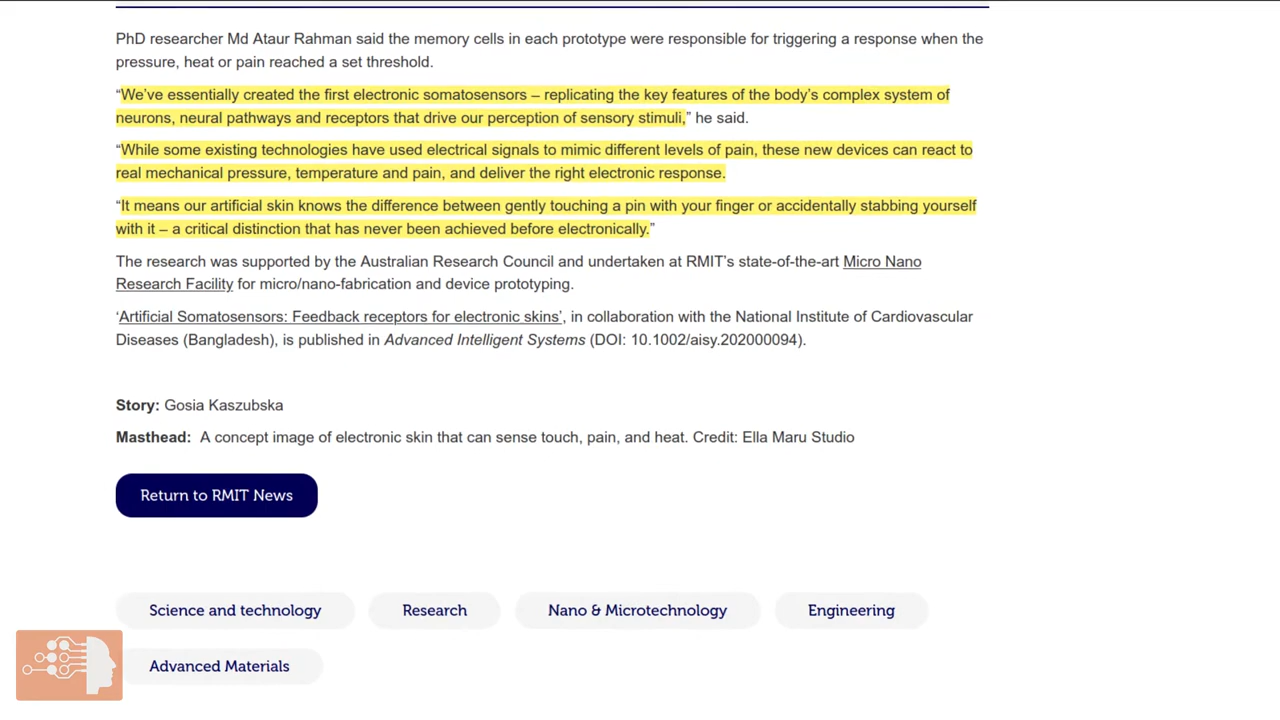 PhD researcher Md Ataur Rahman said the memory cells in each prototype were responsible for triggering a response when the
pressure, heat or pain reached a set threshold.
“We’ve essentially created the first electronic somatosensors – replicating the key features of the body’s complex system of
neurons, neural pathways and receptors that drive our perception of sensory stimuli,” he said.
“While some existing technologies have used electrical signals to mimic different levels of pain, these new devices can react to
real mechanical pressure, temperature and pain, and deliver the right electronic response.
“It means our artificial skin knows the difference between gently touching a pin with your finger or accidentally stabbing yourself
with it – a critical distinction that has never been achieved before electronically.”
The research was supported by the Australian Research Council and undertaken at RMIT’s state-of-the-art Micro Nano
Research Facility for micro/nano-fabrication and device prototyping.
‘Artificial Somatosensors: Feedback receptors for electronic skins’, in collaboration with the National Institute of Cardiovascular
Diseases (Bangladesh), is published in Advanced Intelligent Systems (DOI: 10.1002/aisy.202000094).
Story: Gosia Kaszubska
Masthead: A concept image of electronic skin that can sense touch, pain, and heat. Credit: Ella Maru Studio
Return to RMIT News
Science and technology
Research
Nano & Microtechnology
Engineering
Advanced Materials